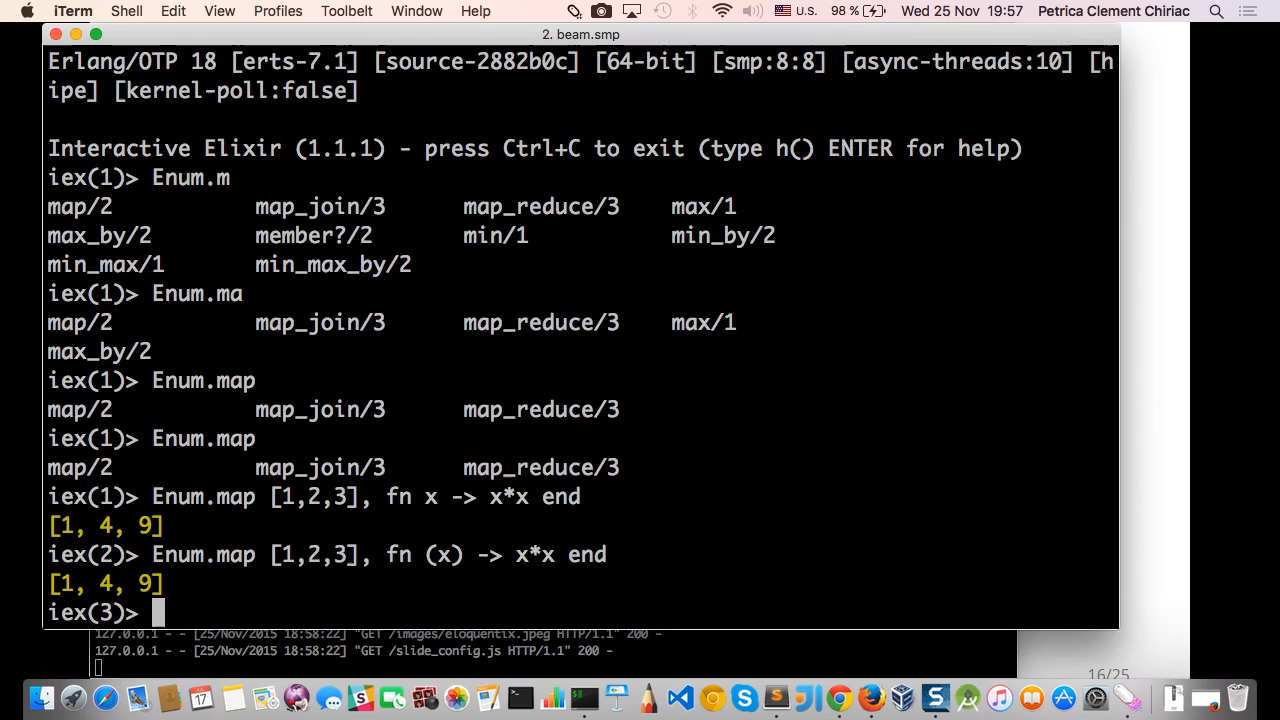 iTerm Shell Edit View Profiles Toolbelt Window Help U.S. 98 % Wed 25 Nov 19:57 Petrica Clement Chiriac
2. beam.smp
Erlang/OTP 18 [erts-7.1] [source-2882b0c] [64-bit] [smp:8:8] [async-threads:10] [h
ipe] [kernel-poll:false]
Interactive Elixir (1.1.1) - press Ctrl+C to exit (type h() ENTER for help)
iex(1)> Enum.m
map/2 map_join/3 map_reduce/3 max/1
max_by/2 member?/2 min/1 min_by/2
min_max/1 min_max_by/2
iex(1)> Enum.ma
map/2 map_join/3 map_reduce/3 max/1
max_by/2
iex(1)> Enum.map
map/2 map_join/3 map_reduce/3
iex(1)> Enum.map
map/2 map_join/3 map_reduce/3
iex(1)> Enum.map [1,2,3], fn x -> x*x end
[1, 4, 9]
iex(2)> Enum.map [1,2,3], fn (x) -> x*x end
[1, 4, 9]
iex(3)>
127.0.0.1 - - [25/Nov/2015 18:58:22] "GET /images/eloquentix.jpeg HTTP/1.1" 200 -
127.0.0.1 - - [25/Nov/2015 18:58:22] "GET /slide_config.js HTTP/1.1" 200 -
16/25
17